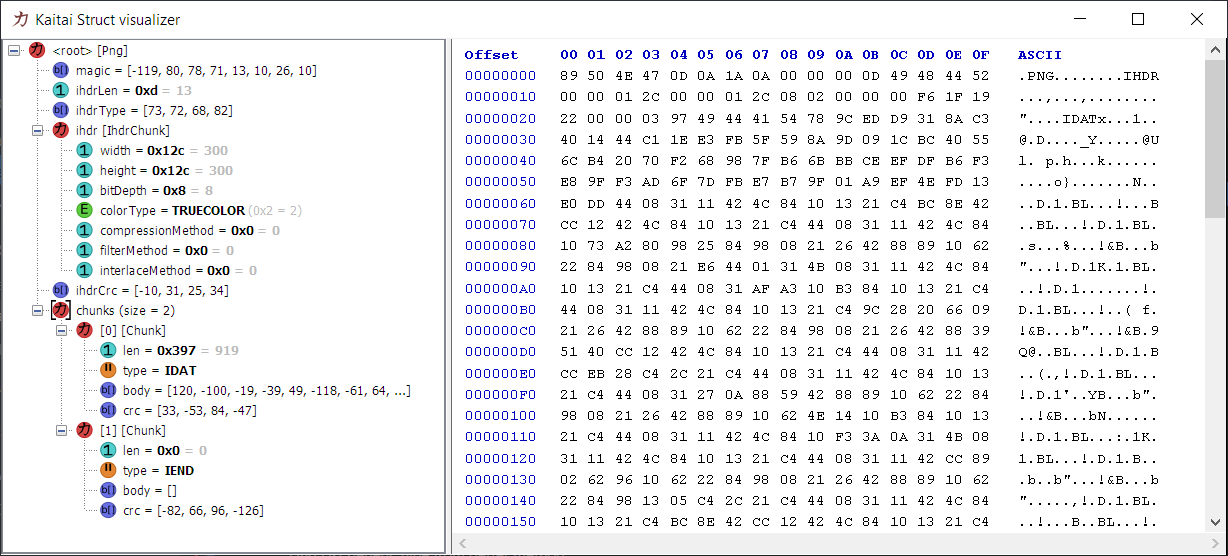 力 Kaitai Struct visualizer
力 <root> [Png]
b[] magic = [-119, 80, 78, 71, 13, 10, 26, 10]
1 ihdrLen = 0xd = 13
b[] ihdrType = [73, 72, 68, 82]
力 ihdr [IhdrChunk]
1 width = 0x12c = 300
1 height = 0x12c = 300
1 bitDepth = 0x8 = 8
E colorType = TRUECOLOR (0x2 = 2)
1 compressionMethod = 0x0 = 0
1 filterMethod = 0x0 = 0
1 interlaceMethod = 0x0 = 0
b[] ihdrCrc = [-10, 31, 25, 34]
[力] chunks (size = 2)
力 [0] [Chunk]
1 len = 0x397 = 919
" type = IDAT
b[] body = [120, -100, -19, -39, 49, -118, -61, 64, ...]
b[] crc = [33, -53, 84, -47]
力 [1] [Chunk]
1 len = 0x0 = 0
" type = IEND
b[] body = []
b[] crc = [-82, 66, 96, -126]
Offset 00 01 02 03 04 05 06 07 08 09 0A 0B 0C 0D 0E 0F ASCII
00000000 89 50 4E 47 0D 0A 1A 0A 00 00 00 0D 49 48 44 52 .PNG........IHDR
00000010 00 00 01 2C 00 00 01 2C 08 02 00 00 00 F6 1F 19 ...,...,........
00000020 22 00 00 03 97 49 44 41 54 78 9C ED D9 31 8A C3 "....IDATx...1..
00000030 40 14 44 C1 1E E3 FB 5F 59 8A 9D 09 1C BC 40 55 @.D...._Y.....@U
00000040 6C B4 20 70 F2 68 98 7F B6 6B BB CE EF DF B6 F3 l. p.h...k......
00000050 E8 9F F3 AD 6F 7D FB E7 B7 9F 01 A9 EF 4E FD 13 ....o}.......N..
00000060 E0 DD 44 08 31 11 42 4C 84 10 13 21 C4 BC 8E 42 ..D.1.BL...!...B
00000070 CC 12 42 4C 84 10 13 21 C4 44 08 31 11 42 4C 84 ..BL...!.D.1.BL.
00000080 10 73 A2 80 98 25 84 98 08 21 26 42 88 89 10 62 .s...%...!&B...b
00000090 22 84 98 08 21 E6 44 01 31 4B 08 31 11 42 4C 84 "...!.D.1K.1.BL.
000000A0 10 13 21 C4 44 08 31 AF A3 10 B3 84 10 13 21 C4 ..!.D.1.......!.
000000B0 44 08 31 11 42 4C 84 10 13 21 C4 9C 28 20 66 09 D.1.BL...!..( f.
000000C0 21 26 42 88 89 10 62 22 84 98 08 21 26 42 88 39 !&B...b"...!&B.9
000000D0 51 40 CC 12 42 4C 84 10 13 21 C4 44 08 31 11 42 Q@..BL...!.D.1.B
000000E0 CC EB 28 C4 2C 21 C4 44 08 31 11 42 4C 84 10 13 ..(.,!.D.1.BL...
000000F0 21 C4 44 08 31 27 0A 88 59 42 88 89 10 62 22 84 !.D.1'..YB...b".
00000100 98 08 21 26 42 88 89 10 62 4E 14 10 B3 84 10 13 ..!&B...bN......
00000110 21 C4 44 08 31 11 42 4C 84 10 F3 3A 0A 31 4B 08 !.D.1.BL...:.1K.
00000120 31 11 42 4C 84 10 13 21 C4 44 08 31 11 42 CC 89 1.BL...!.D.1.B..
00000130 02 62 96 10 62 22 84 98 08 21 26 42 88 89 10 62 .b..b"...!&B...b
00000140 22 84 98 13 05 C4 2C 21 C4 44 08 31 11 42 4C 84 ".....,!.D.1.BL.
00000150 10 13 21 C4 BC 8E 42 CC 12 42 4C 84 10 13 21 C4 ..!...B..BL...!.